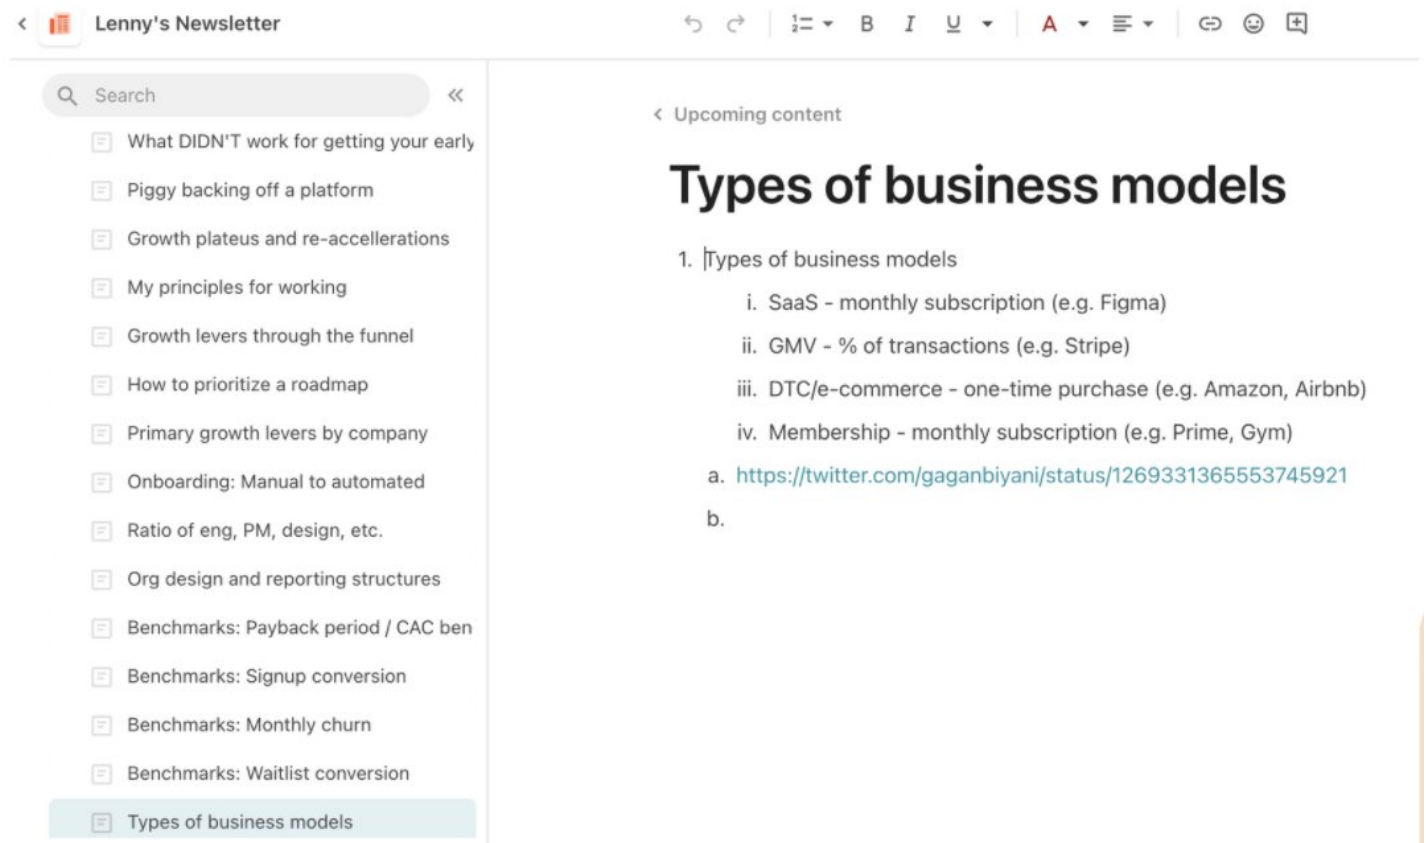 Lenny's Newsletter
B I U A
Search
What DIDN'T work for getting your early
Piggy backing off a platform
Growth plateus and re-accellerations
My principles for working
Growth levers through the funnel
How to prioritize a roadmap
Primary growth levers by company
Onboarding: Manual to automated
Ratio of eng, PM, design, etc.
Org design and reporting structures
Benchmarks: Payback period / CAC ben
Benchmarks: Signup conversion
Benchmarks: Monthly churn
Benchmarks: Waitlist conversion
Types of business models
Upcoming content
Types of business models
1. Types of business models
i. SaaS - monthly subscription (e.g. Figma)
ii. GMV - % of transactions (e.g. Stripe)
iii. DTC/e-commerce - one-time purchase (e.g. Amazon, Airbnb)
iv. Membership - monthly subscription (e.g. Prime, Gym)
a. https://twitter.com/gaganbiyani/status/1269331365553745921
b.